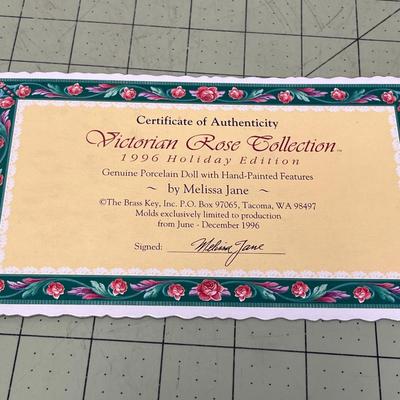 Certificate of Authenticity
Victorian Rose Collection™
1996 Holiday Edition
Genuine Porcelain Doll with Hand-Painted Features
~ by Melissa Jane ~
©The Brass Key, Inc. P.O. Box 97065, Tacoma, WA 98497
Molds exclusively limited to production
from June - December 1996
Signed: Melissa Jane